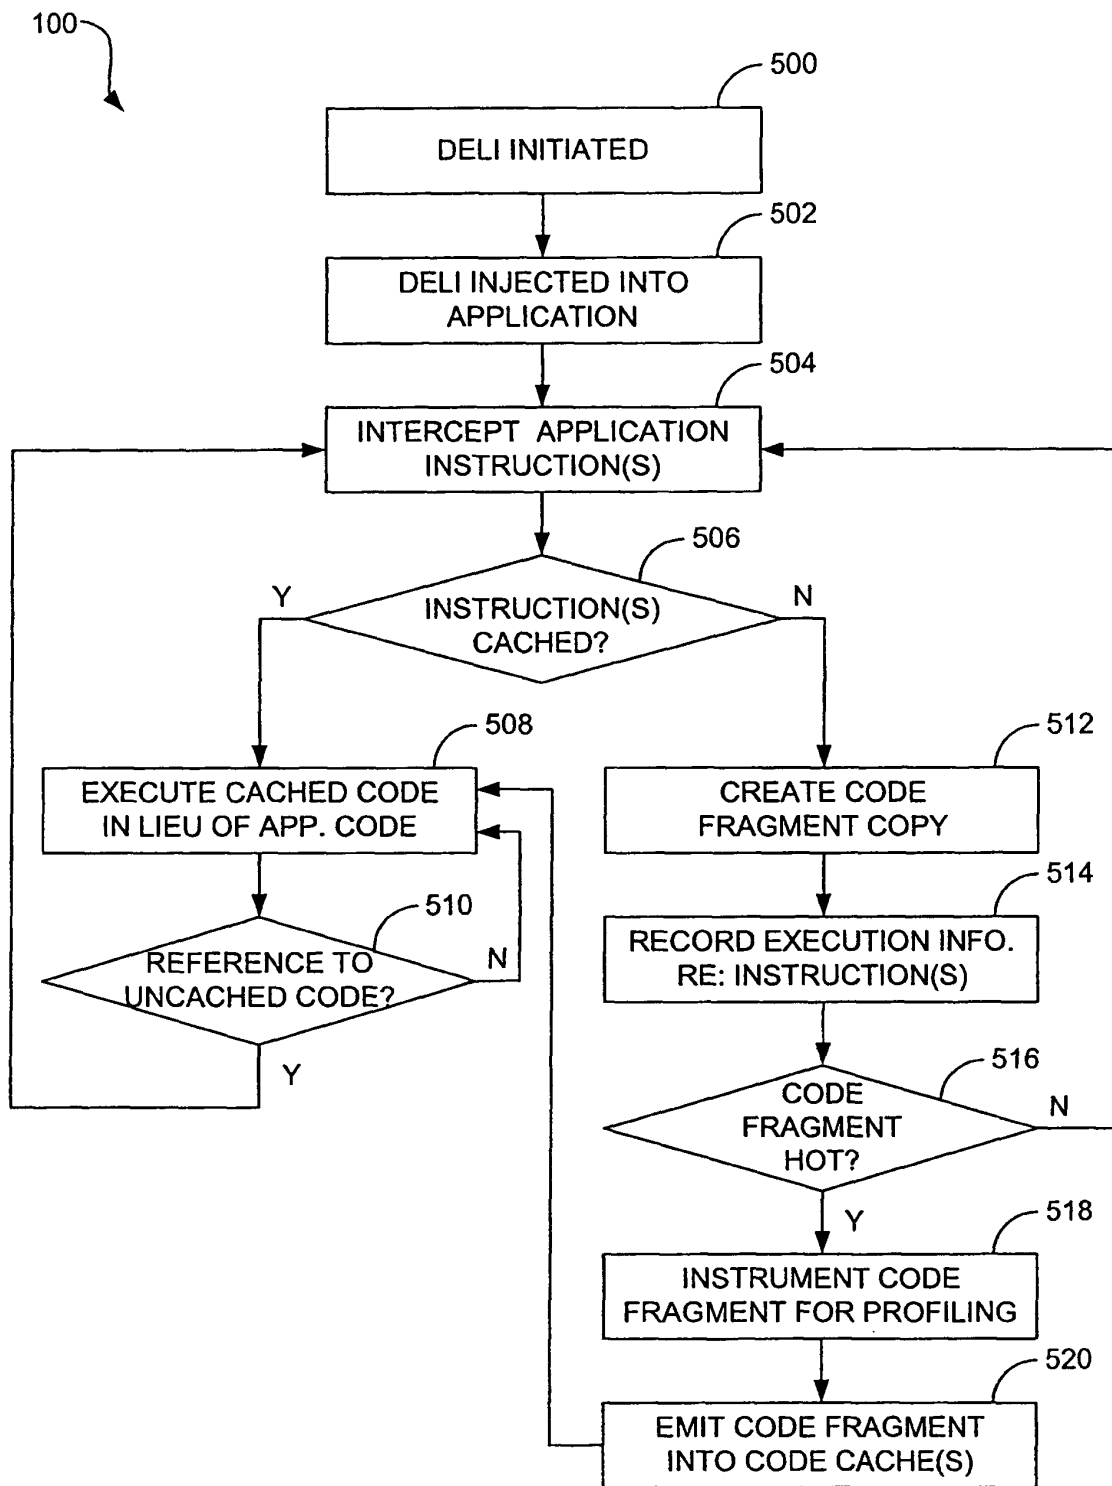 100
500
DELI INITIATED
502
DELI INJECTED INTO
APPLICATION
504
INTERCEPT APPLICATION
INSTRUCTION(S)
506
Y
N
INSTRUCTION(S)
CACHED?
508
512
EXECUTE CACHED CODE
IN LIEU OF APP. CODE
CREATE CODE
FRAGMENT COPY
510
514
REFERENCE TO
UNCACHED CODE?
N
Y
RECORD EXECUTION INFO.
RE: INSTRUCTION(S)
516
CODE
FRAGMENT
HOT?
N
Y
518
INSTRUMENT CODE
FRAGMENT FOR PROFILING
520
EMIT CODE FRAGMENT
INTO CODE CACHE(S)